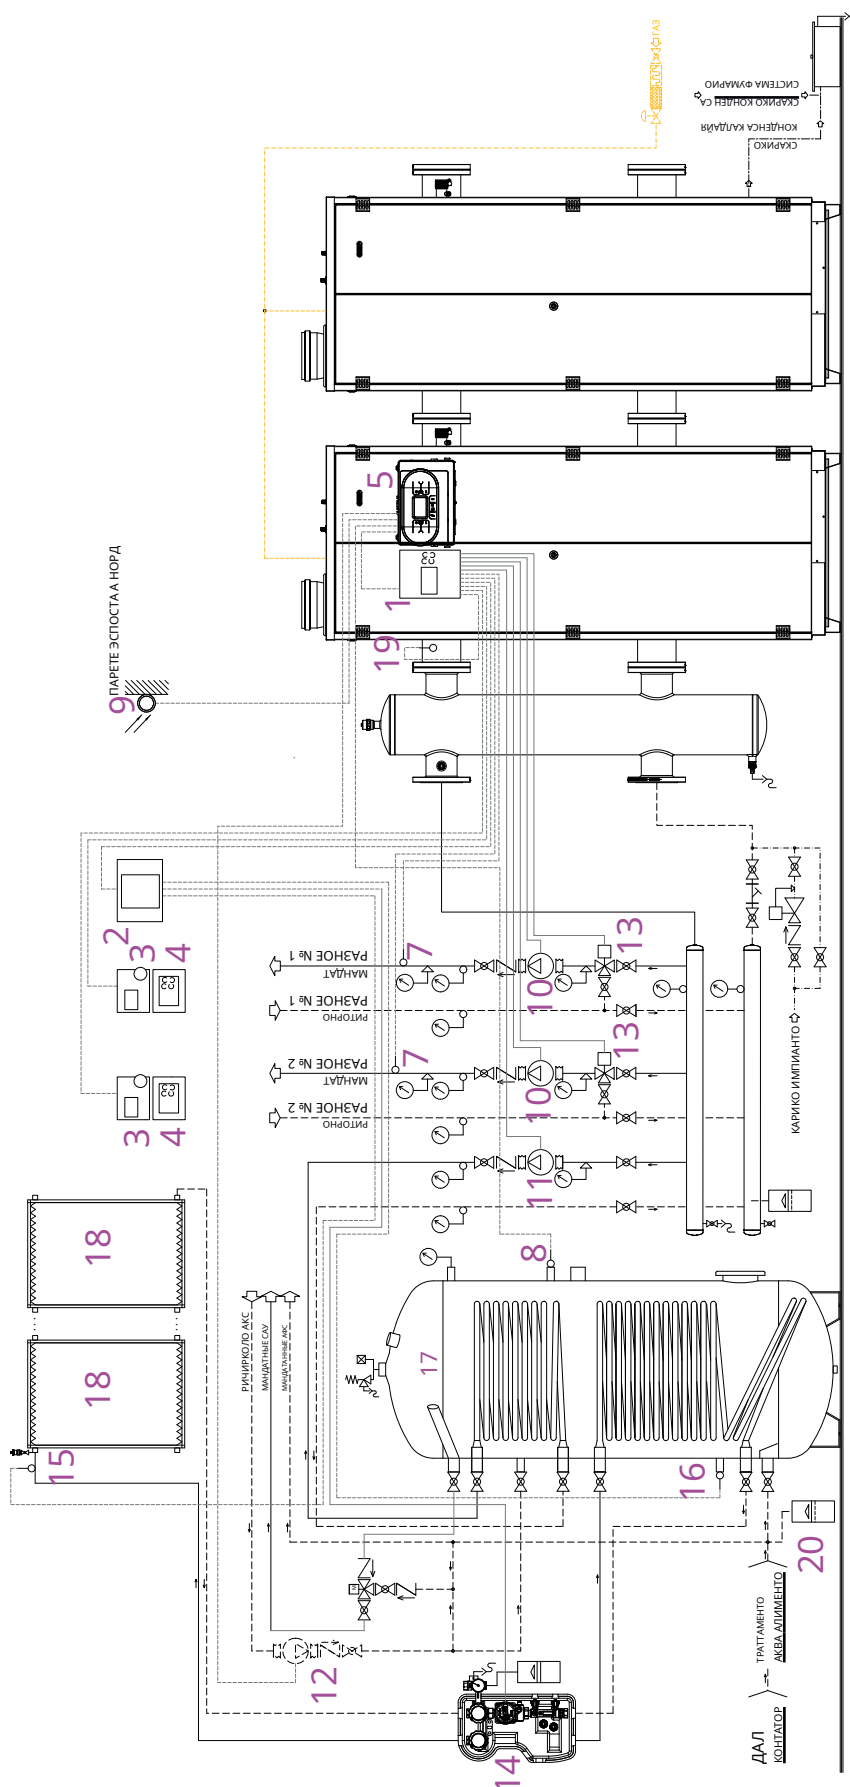 ГАЗ
СИСТЕМА ФУМАРИО
СКАРИКО КОНДЕН СА
КОНДЕНСА КАЛДАЙЯ
СКАРИКО
5
1
19
ПАРЕТЕ ЭСПОСТА А НОРД
9
2
3
4
3
4
РАЗНОЕ № 1
МАНДАТ
7
РАЗНОЕ № 1
РИТОРНО
10
13
РАЗНОЕ № 2
МАНДАТ
7
РАЗНОЕ № 2
РИТОРНО
10
13
11
КАРИКО ИМПИАНТО
18
18
8
РИЧИРКОЛО АКС
МАНДАТНЫЕ САУ
МАНДАТАННЫЕ АФС
17
15
16
M
20
12
14
ТРАТТАМЕНТО
АКВА АЛИМЕНТО
ДАЛ
КОНТАТОР